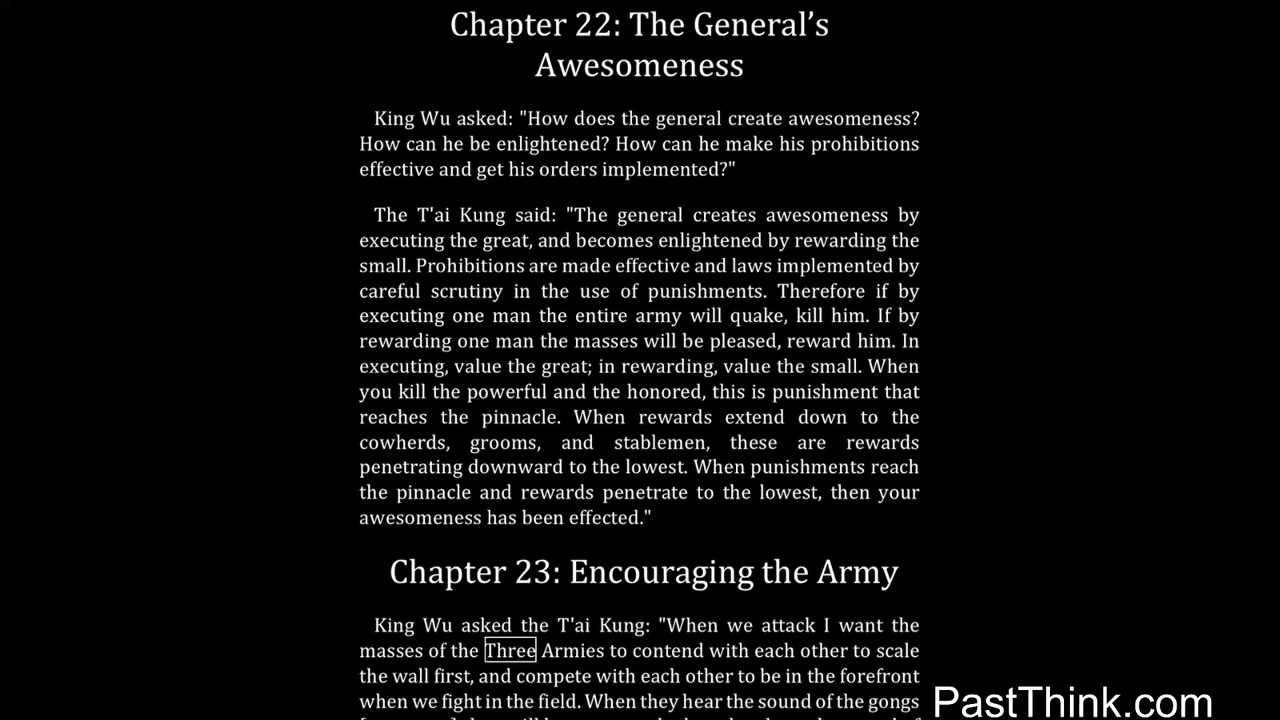 Chapter 22: The General’s
Awesomeness
King Wu asked: "How does the general create awesomeness?
How can he be enlightened? How can he make his prohibitions
effective and get his orders implemented?"
The T'ai Kung said: "The general creates awesomeness by
executing the great, and becomes enlightened by rewarding the
small. Prohibitions are made effective and laws implemented by
careful scrutiny in the use of punishments. Therefore if by
executing one man the entire army will quake, kill him. If by
rewarding one man the masses will be pleased, reward him. In
executing, value the great; in rewarding, value the small. When
you kill the powerful and the honored, this is punishment that
reaches the pinnacle. When rewards extend down to the
cowherds, grooms, and stablemen, these are rewards
penetrating downward to the lowest. When punishments reach
the pinnacle and rewards penetrate to the lowest, then your
awesomeness has been effected."
Chapter 23: Encouraging the Army
King Wu asked the T'ai Kung: "When we attack I want the
masses of the Three Armies to contend with each other to scale
the wall first, and compete with each other to be in the forefront
when we fight in the field. When they hear the sound of the gongs
PastThink.com